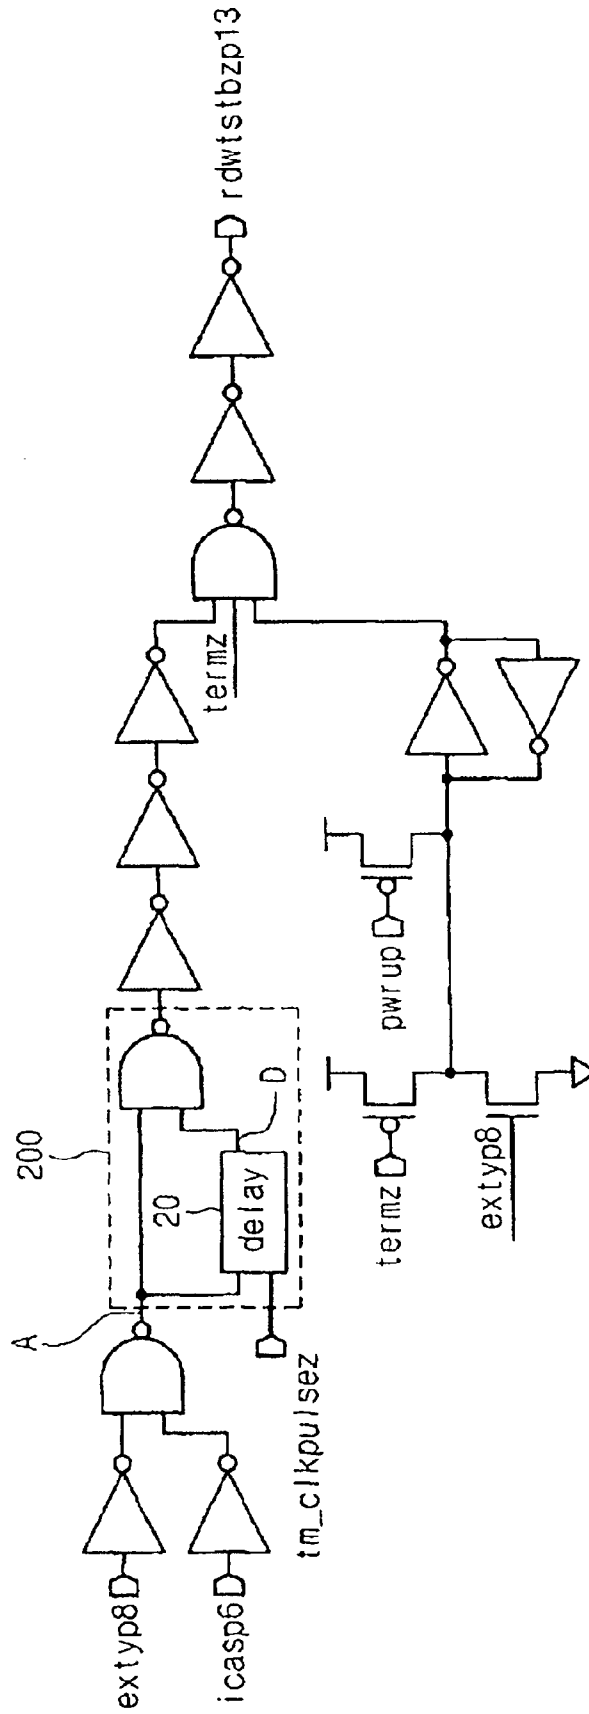 extyp8
icasp6
tm_clkpulsez
A
200
20
delay
D
termz
rdwtstbzp13
termz
extyp8
pwrup